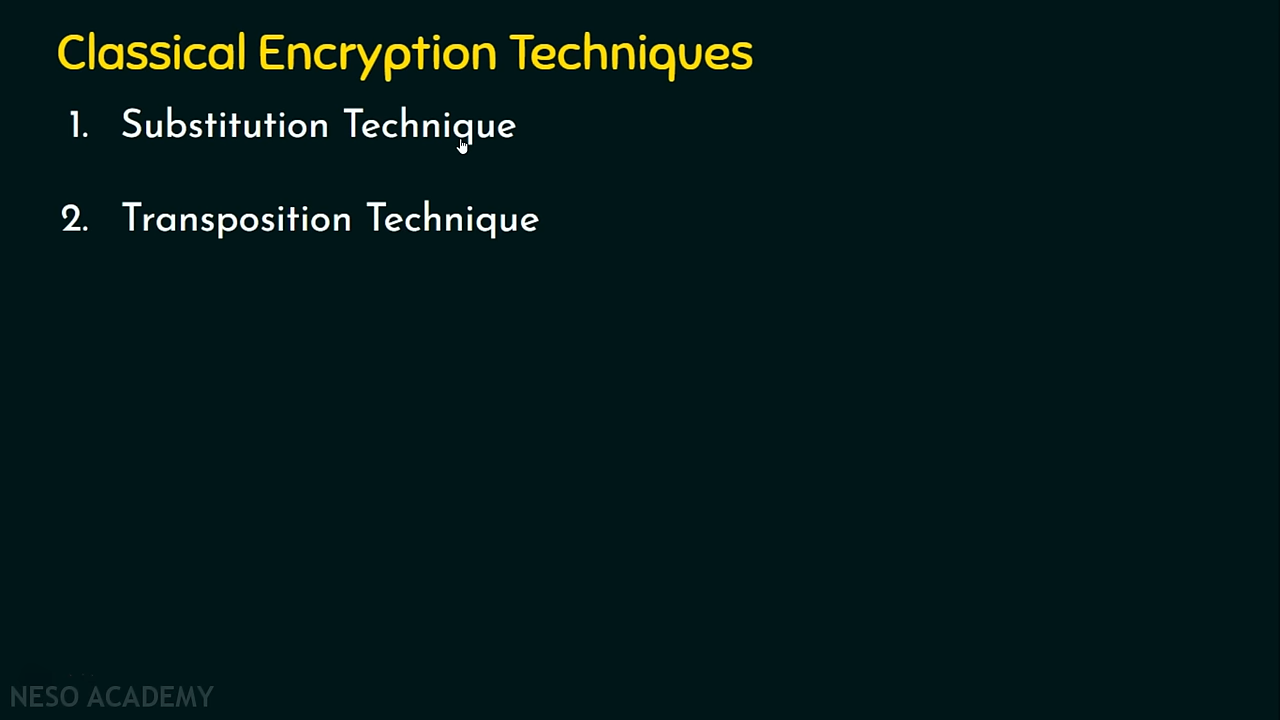 Classical Encryption Techniques
1. Substitution Technique
2. Transposition Technique
NESO ACADEMY